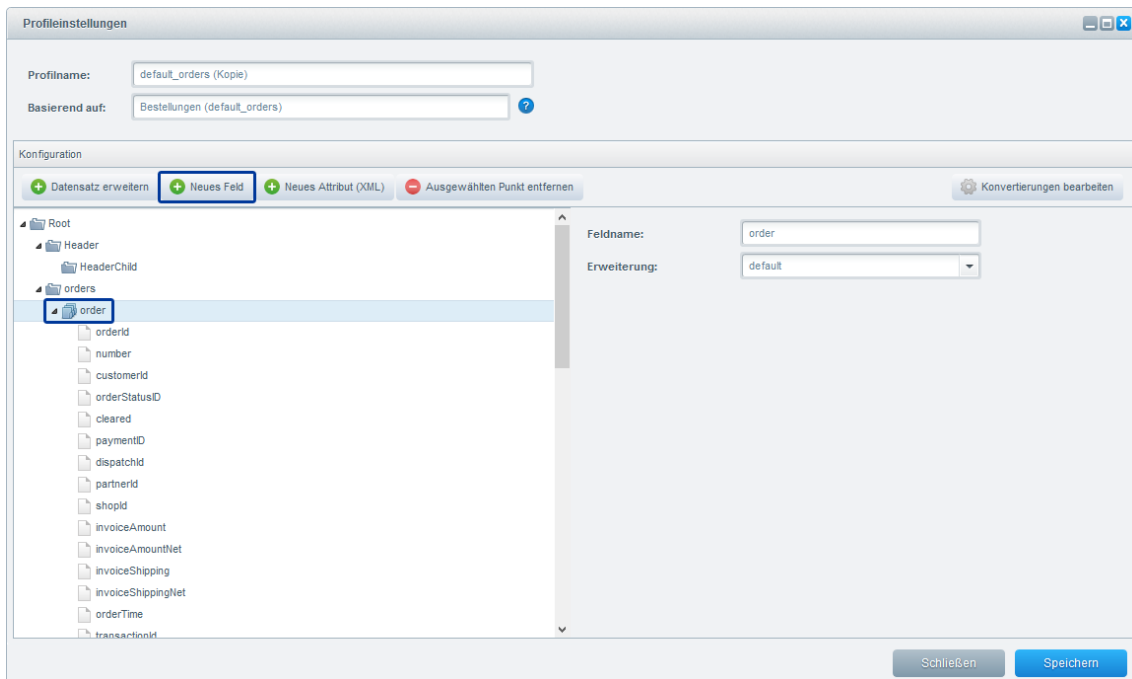 Profileinstellungen
Profilname: default_orders (Kopie)
Basierend auf: Bestellungen (default_orders) ?
Konfiguration
Datensatz erweitern Neues Feld Neues Attribut (XML) Ausgewählten Punkt entfernen Konvertierungen bearbeiten
Root
Header
HeaderChild
orders
order
orderId
number
customerId
orderStatusID
cleared
paymentID
dispatchId
partnerId
shopId
invoiceAmount
invoiceAmountNet
invoiceShipping
invoiceShippingNet
orderTime
transactionId
Feldname: order
Erweiterung: default
Schließen Speichern